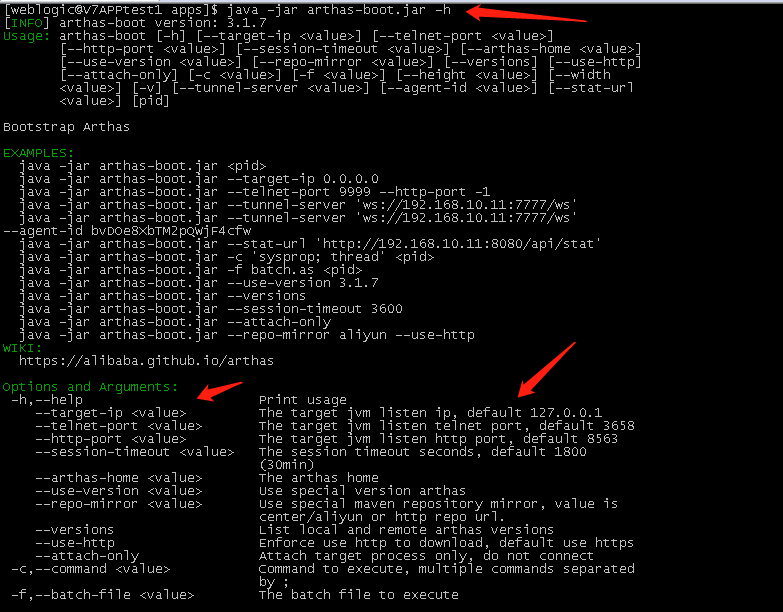 [weblogic@v7APPtest1 apps]$ java -jar arthas-boot.jar -h
[INFO] arthas-boot version: 3.1.7
Usage: arthas-boot [-h] [--target-ip <value>] [--telnet-port <value>]
[--http-port <value>] [--session-timeout <value>] [--arthas-home <value>]
[--use-version <value>] [--repo-mirror <value>] [--versions] [--use-http]
[--attach-only] [-c <value>] [-f <value>] [--height <value>] [--width
<value>] [-v] [--tunnel-server <value>] [--agent-id <value>] [--stat-url
<value>] [pid]
Bootstrap Arthas
EXAMPLES:
java -jar arthas-boot.jar <pid>
java -jar arthas-boot.jar --target-ip 0.0.0.0
java -jar arthas-boot.jar --telnet-port 9999 --http-port -1
java -jar arthas-boot.jar --tunnel-server 'ws://192.168.10.11:7777/ws'
java -jar arthas-boot.jar --tunnel-server 'ws://192.168.10.11:7777/ws'
--agent-id bvDOe8XbTM2pQWjF4cfw
java -jar arthas-boot.jar --stat-url 'http://192.168.10.11:8080/api/stat'
java -jar arthas-boot.jar -c 'sysprop; thread' <pid>
java -jar arthas-boot.jar -f batch.as <pid>
java -jar arthas-boot.jar --use-version 3.1.7
java -jar arthas-boot.jar --versions
java -jar arthas-boot.jar --session-timeout 3600
java -jar arthas-boot.jar --attach-only
java -jar arthas-boot.jar --repo-mirror aliyun --use-http
WIKI:
https://alibaba.github.io/arthas
Options and Arguments:
-h,--help Print usage
--target-ip <value> The target jvm listen ip, default 127.0.0.1
--telnet-port <value> The target jvm listen telnet port, default 3658
--http-port <value> The target jvm listen http port, default 8563
--session-timeout <value> The session timeout seconds, default 1800
(30min)
--arthas-home <value> The arthas home
--use-version <value> Use special version arthas
--repo-mirror <value> Use special maven repository mirror, value is
center/aliyun or http repo url.
--versions List local and remote arthas versions
--use-http Enforce use http to download, default use https
--attach-only Attach target process only, do not connect
-c,--command <value> Command to execute, multiple commands separated
by ;
-f,--batch-file <value> The batch file to execute